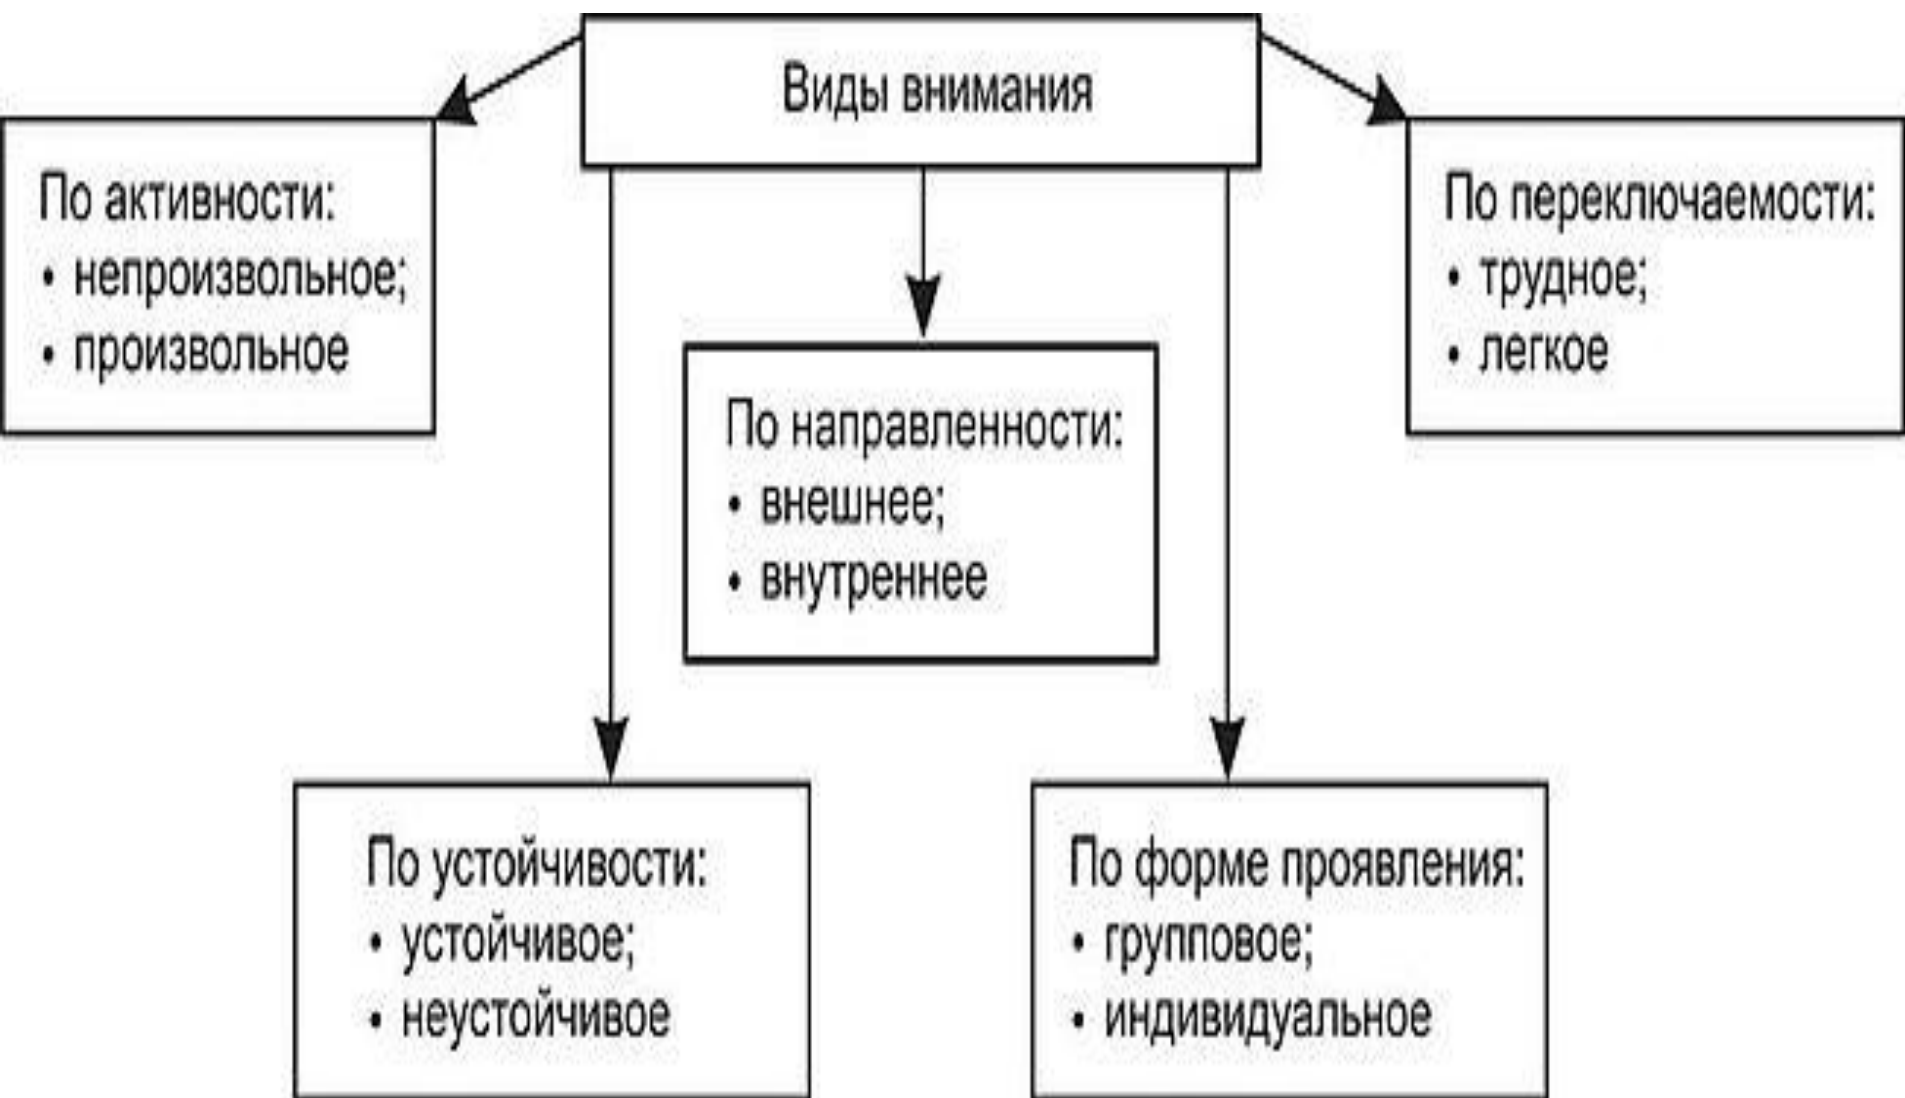 Виды внимания
По активности:
• непроизвольное;
• произвольное
По переключаемости:
• трудное;
• легкое
По направленности:
• внешнее;
• внутреннее
По устойчивости:
• устойчивое;
• неустойчивое
По форме проявления:
• групповое;
• индивидуальное